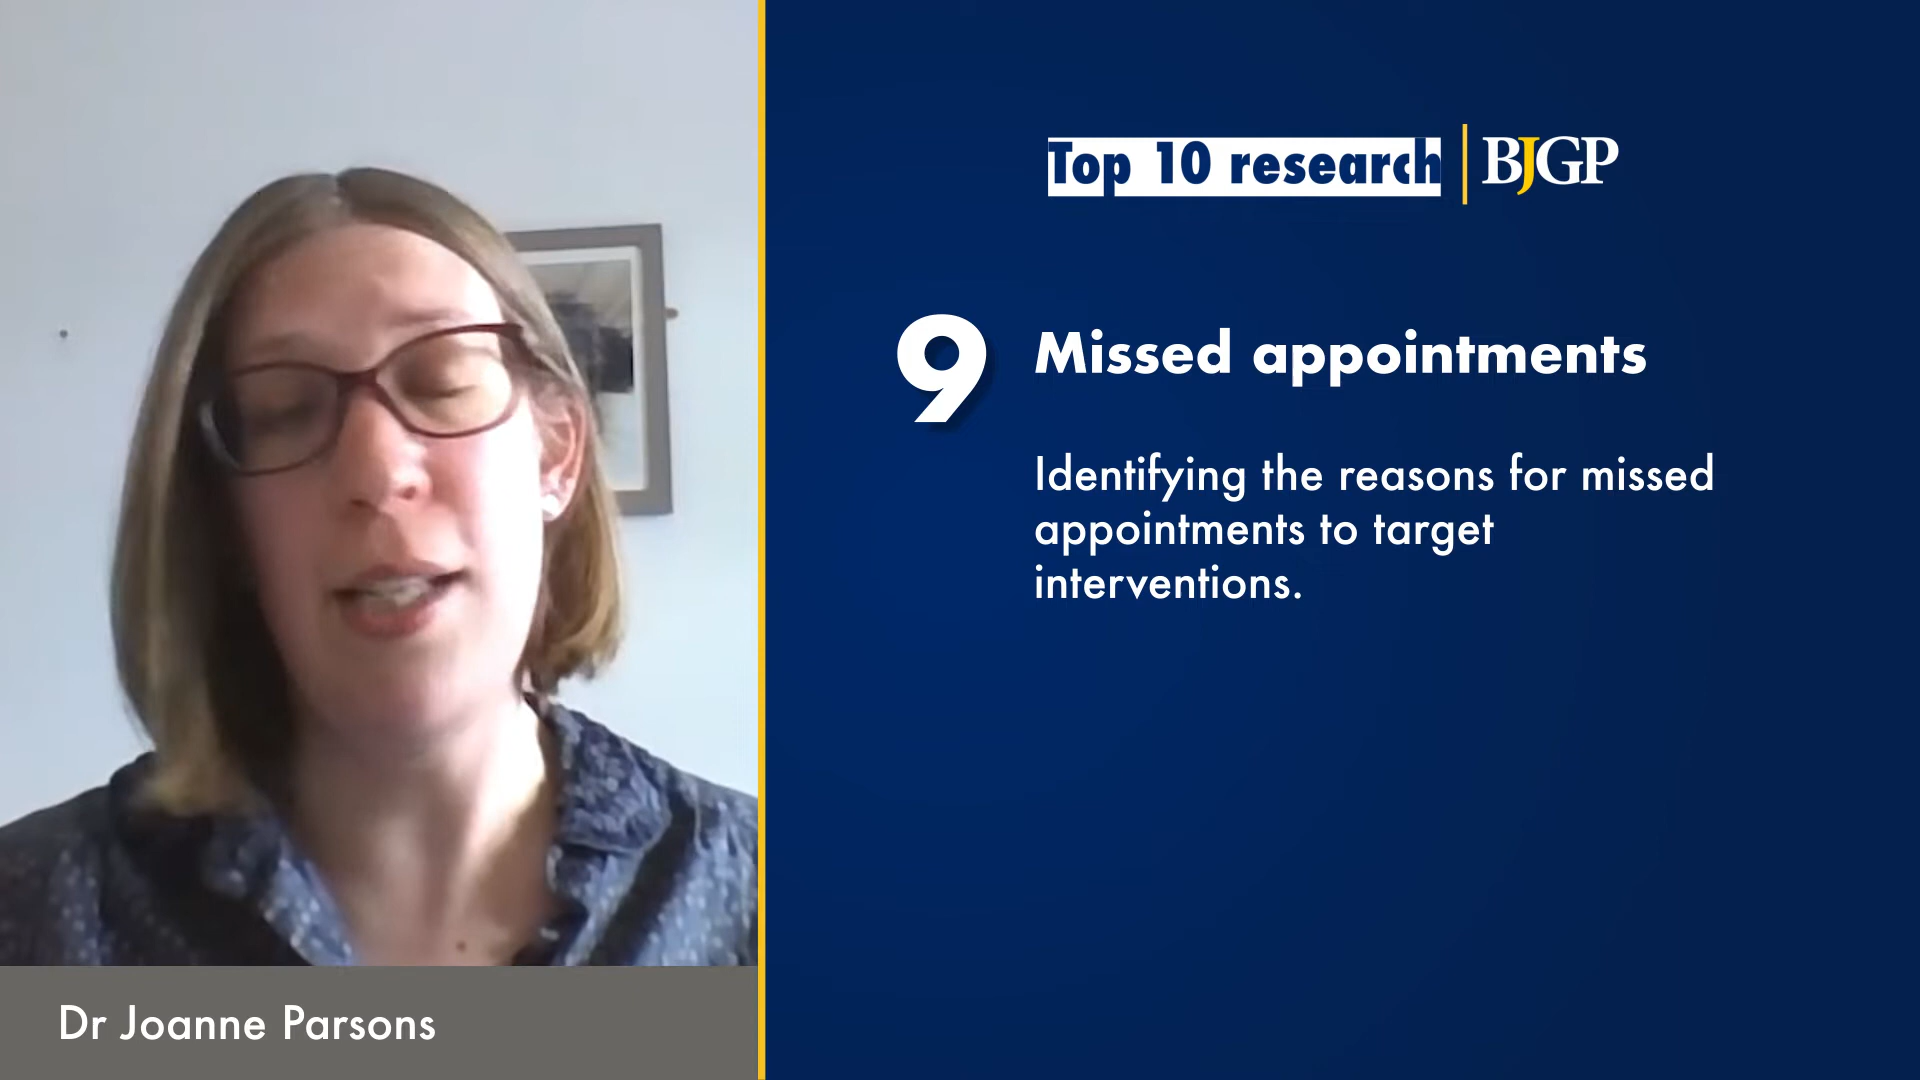 Top 10 research
BJGP
9
Missed appointments
Identifying the reasons for missed
appointments to target
interventions.
Dr Joanne Parsons